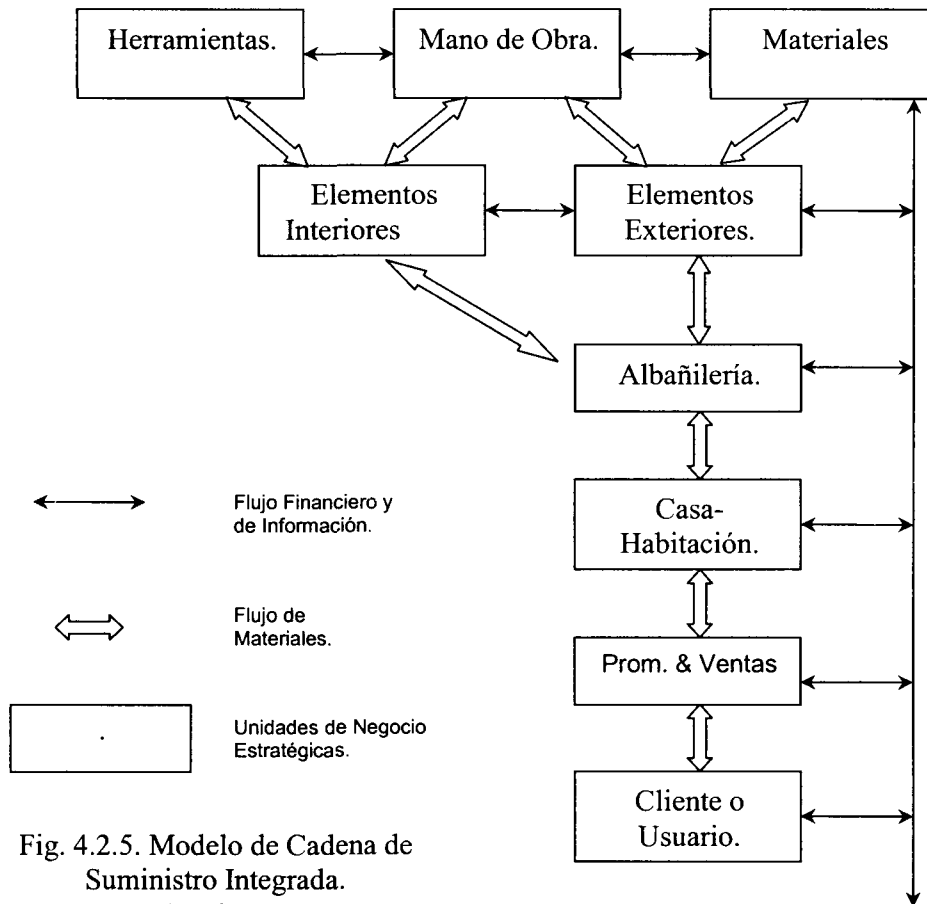 Herramientas.
Mano de Obra.
Materiales
Elementos
Interiores
Elementos
Exteriores.
Albañilería.
Casa-
Habitación.
Prom. & Ventas
Cliente o
Usuario.
Flujo Financiero y
de Información.
Flujo de
Materiales.
Unidades de Negocio
Estratégicas.
Fig. 4.2.5. Modelo de Cadena de
Suministro Integrada.